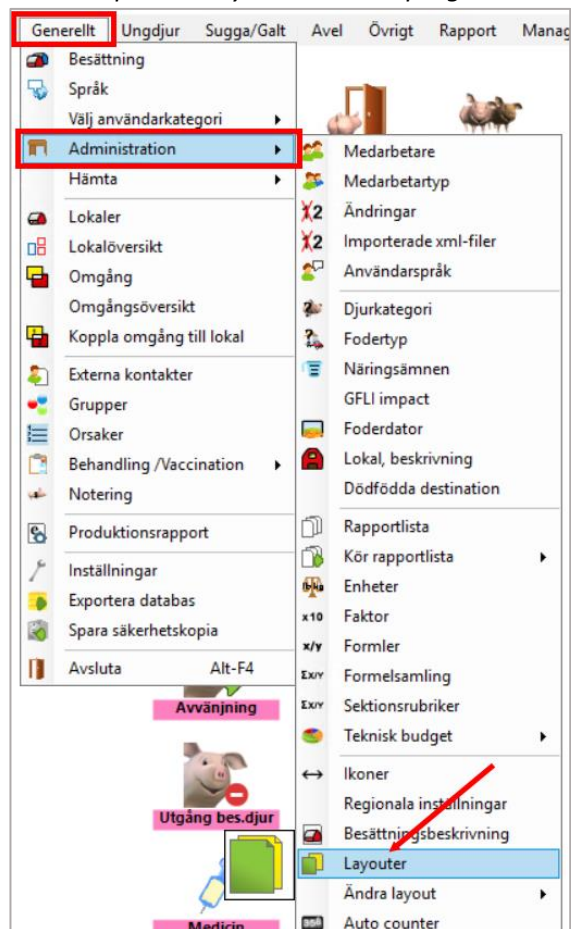 Generellt Ungdjur Sugga/Galt Avel Övrigt Rapport Manag
Besättning
Språk
Välj användarkategori
Administration
Hämta
Lokaler
Lokalöversikt
Omgång
Omgångsöversikt
Koppla omgång till lokal
Externa kontakter
Grupper
Orsaker
Behandling /Vaccination
Notering
Produktionsrapport
Inställningar
Exportera databas
Spara säkerhetskopia
Avsluta Alt-F4
Medarbetare
Medarbetartyp
Ändringar
Importerade xml-filer
Användarspråk
Djurkategori
Fodertyp
Näringsämnen
GFLI impact
Foderdator
Lokal, beskrivning
Dödfödda destination
Rapportlista
Kör rapportlista
Enheter
x10 Faktor
x/y Formler
Σx/y Formelsamling
Σx/y Sektionsrubriker
Teknisk budget
Ikoner
Regionala inställningar
Besättningsbeskrivning
Layouter
Ändra layout
Auto counter
Avvänjning
Utgång bes.djur
Medicin